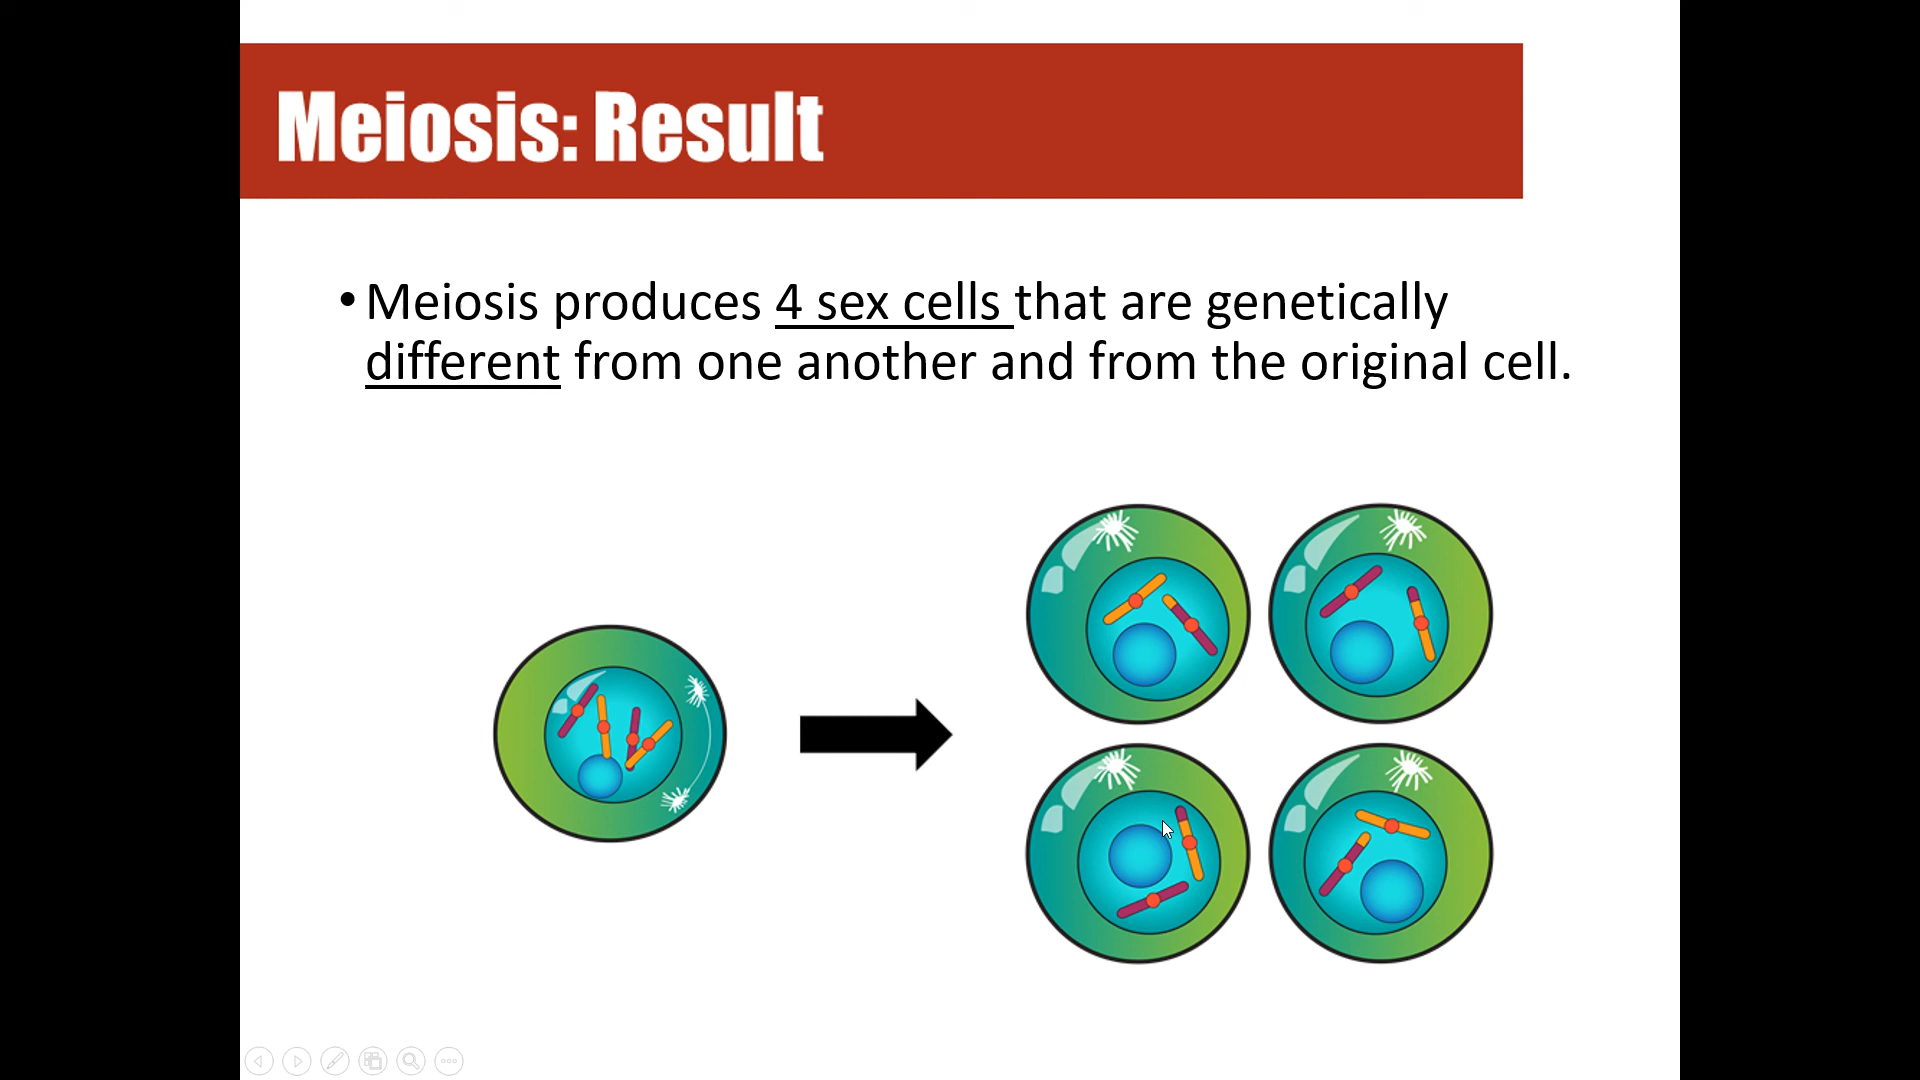 Meiosis: Result
• Meiosis produces 4 sex cells that are genetically
different from one another and from the original cell.